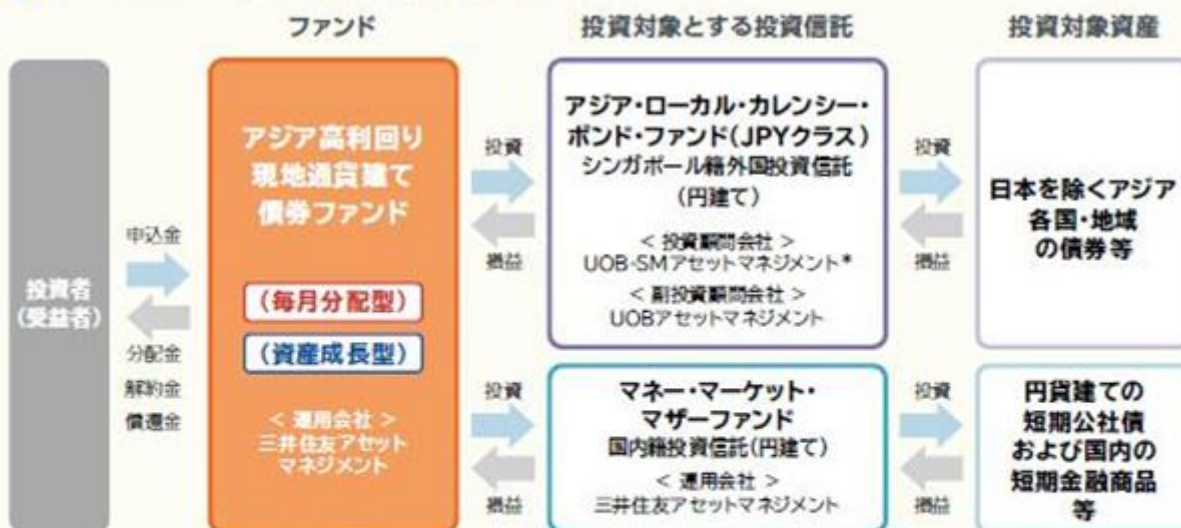 ファンド
投資対象とする投資信託
投資対象資産
投資者
(受益者)
申込金
分配金
解約金
償還金
アジア高利回り
現地通貨建て
債券ファンド
(毎月分配型)
(資産成長型)
< 運用会社 >
三井住友アセット
マネジメント
投資
損益
アジア・ローカル・カレンシー・
ボンド・ファンド(JPYクラス)
シンガポール籍外国投資信託
(円建て)
< 投資顧問会社 >
UOB-SMアセットマネジメント*
< 副投資顧問会社 >
UOBアセットマネジメント
投資
損益
日本を除くアジア
各国・地域
の債券等
投資
損益
マネー・マーケット・
マザーファンド
国内籍投資信託(円建て)
< 運用会社 >
三井住友アセットマネジメント
投資
損益
円貨建ての
短期公社債
および国内の
短期金融商品
等